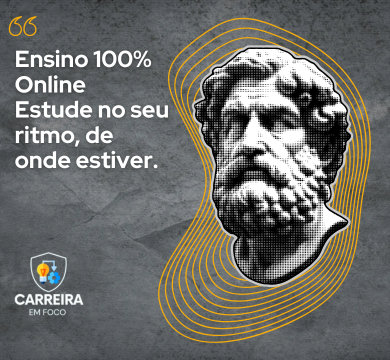 Ensino 100%
Online
Estude no seu
ritmo, de
onde estiver.
CARREIRA
EM FOCO